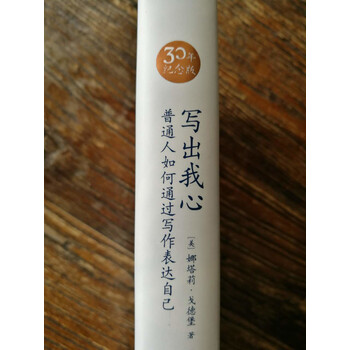 30年
纪念版
写出我心
普通人如何通过写作表达自己
[美] 娜塔莉·戈德堡 著